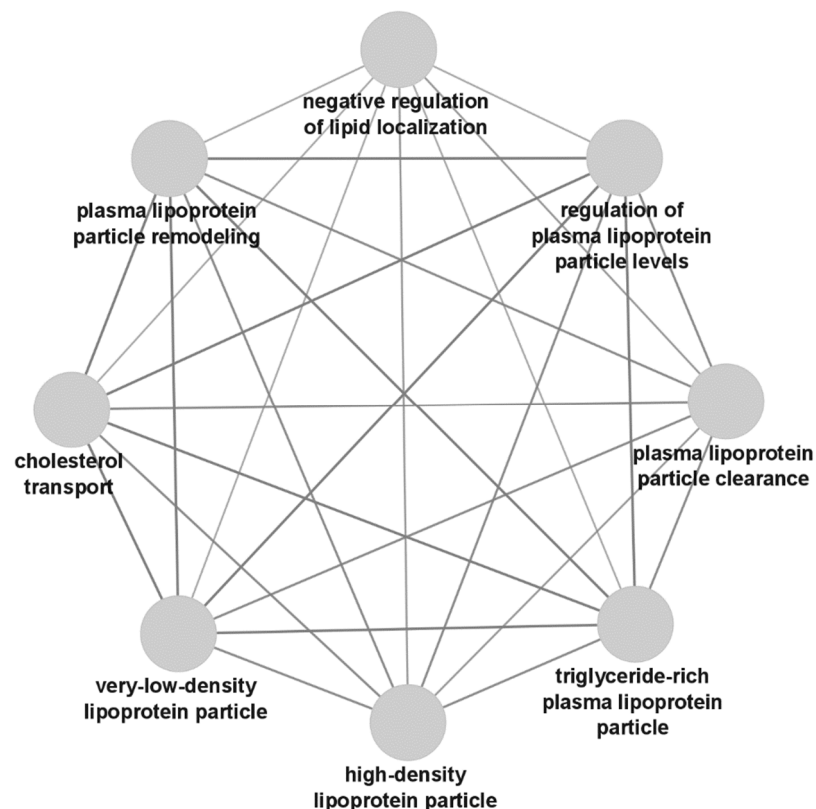 negative regulation
of lipid localization
plasma lipoprotein
particle remodeling
regulation of
plasma lipoprotein
particle levels
cholesterol
transport
plasma lipoprotein
particle clearance
very-low-density
lipoprotein particle
triglyceride-rich
plasma lipoprotein
particle
high-density
lipoprotein particle